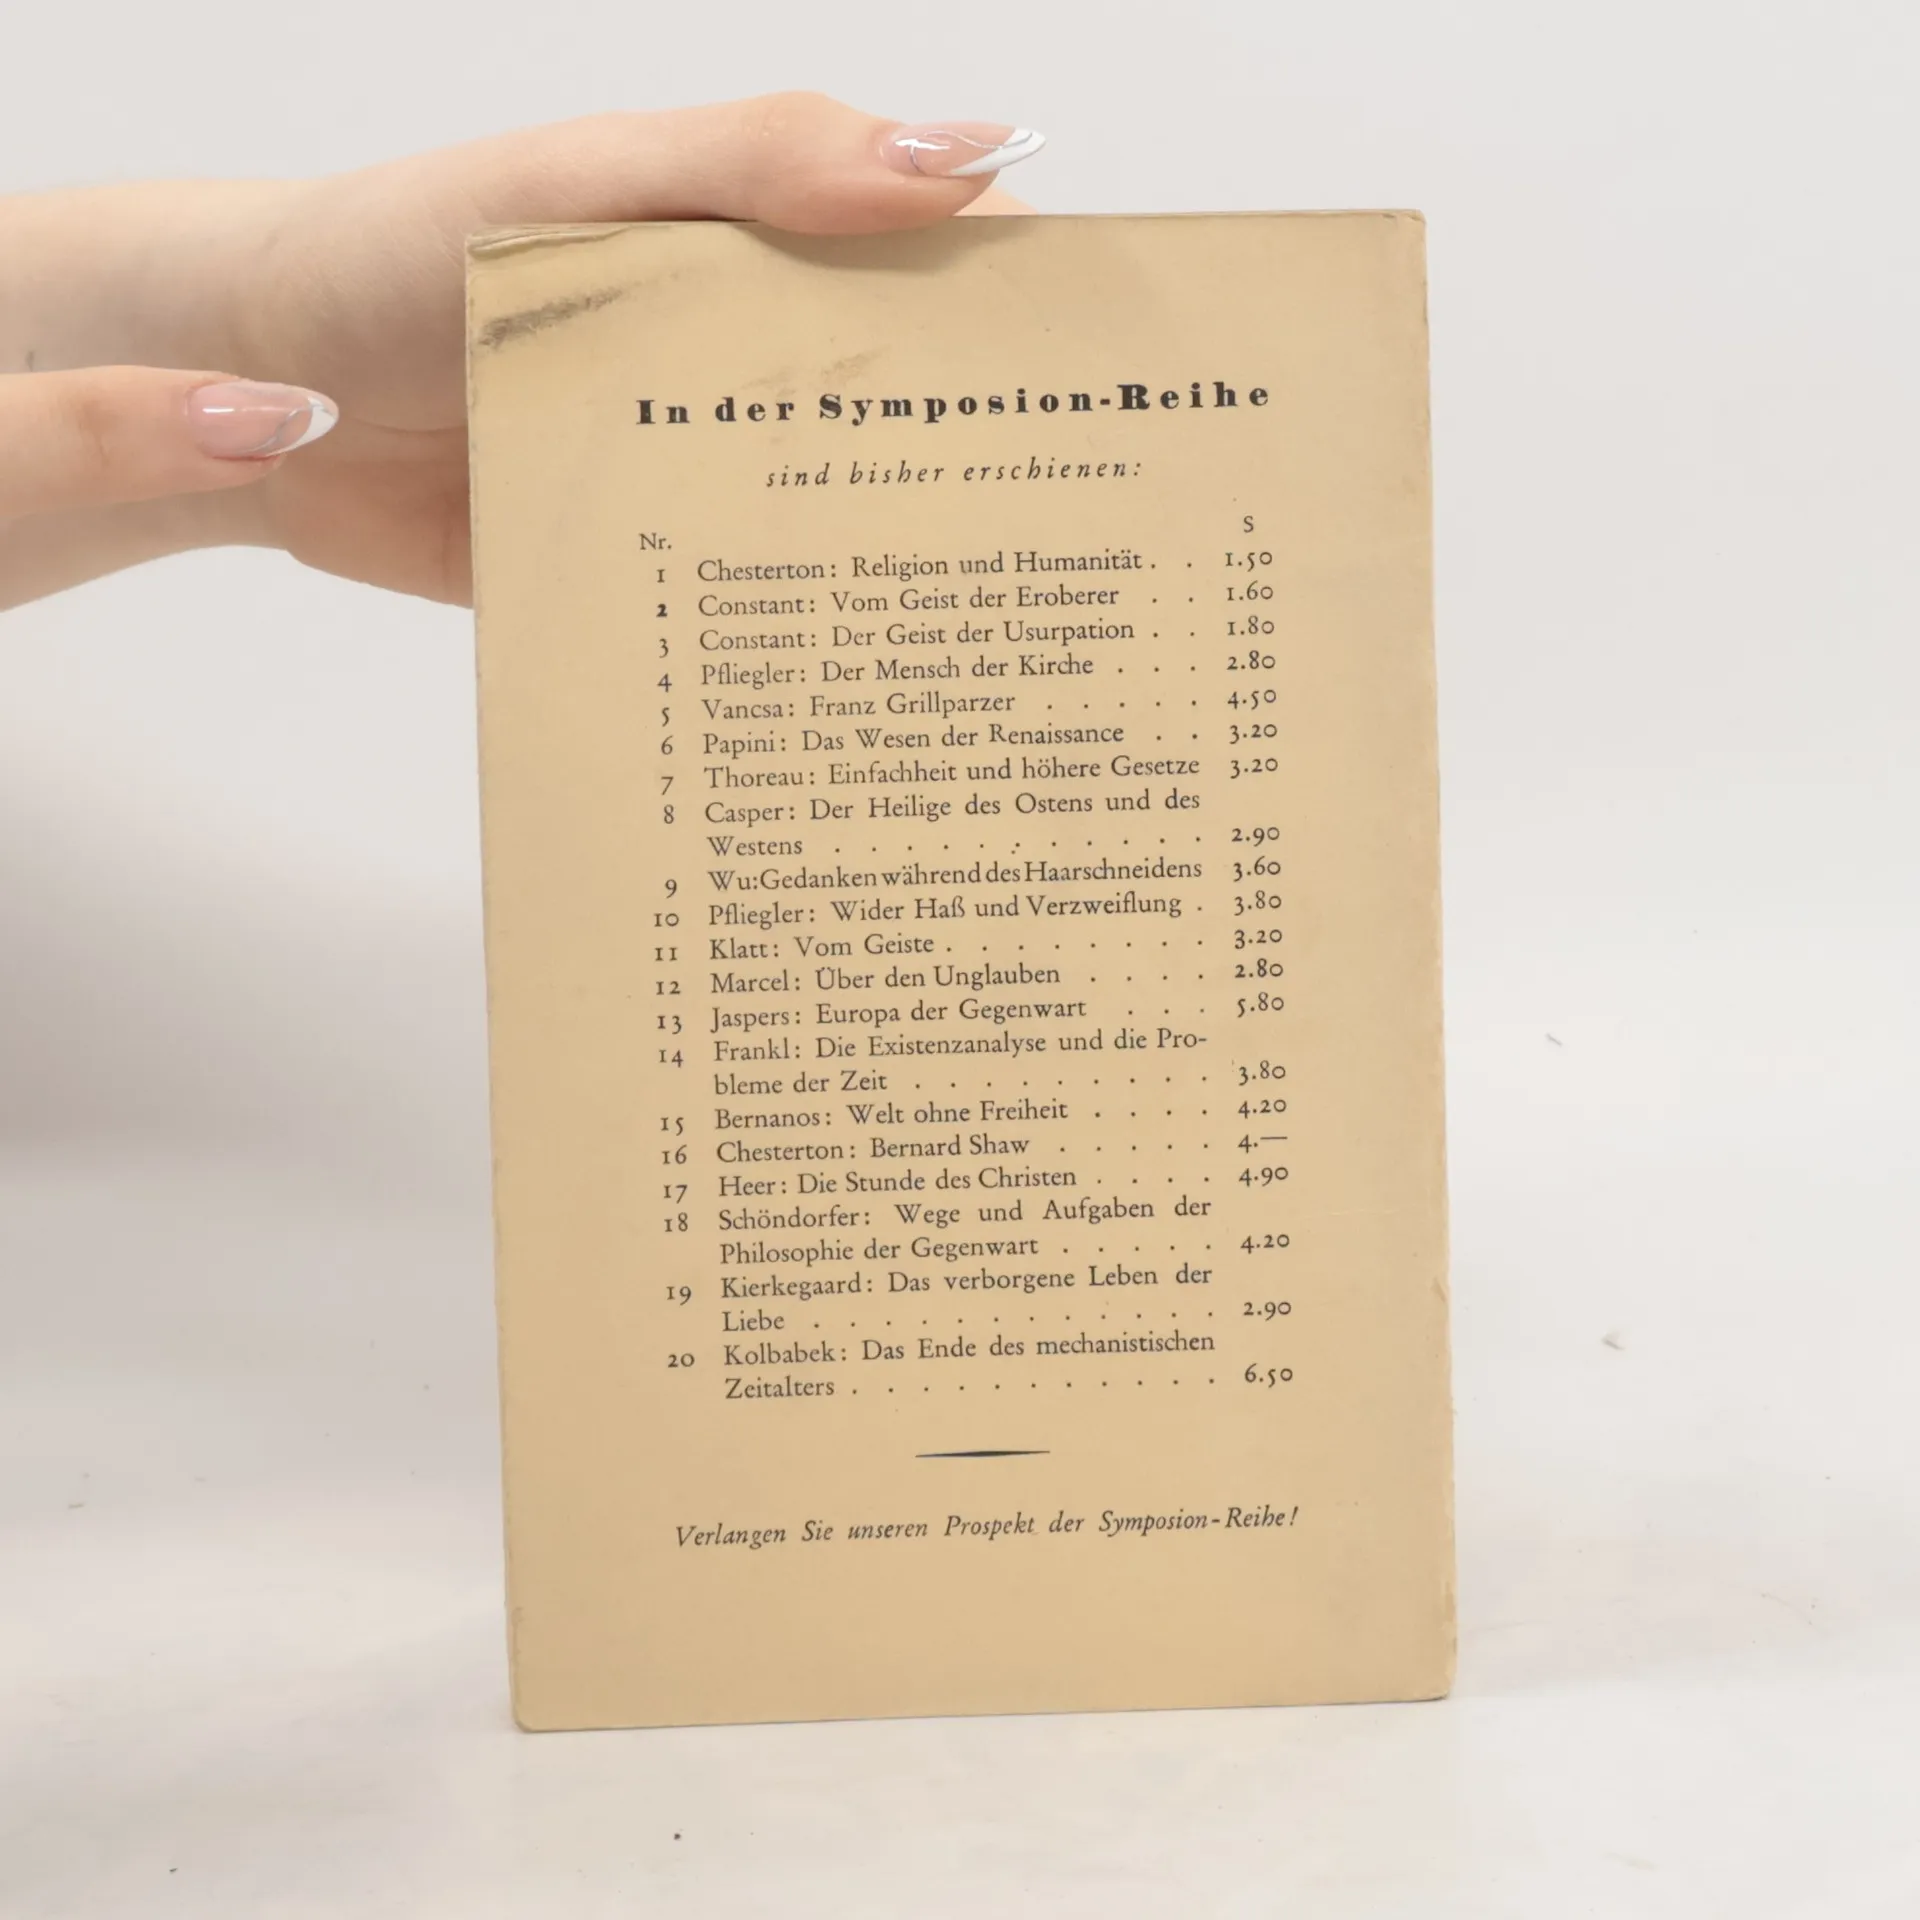 In der Symposion-Reihe
sind bisher erschienen:
Nr. S
1 Chesterton: Religion und Humanität . . 1.50
2 Constant: Vom Geist der Eroberer . . 1.60
3 Constant: Der Geist der Usurpation . . 1.80
4 Pfliegler: Der Mensch der Kirche . . . 2.80
5 Vancsa: Franz Grillparzer . . . . . 4.50
6 Papini: Das Wesen der Renaissance . . 3.20
7 Thoreau: Einfachheit und höhere Gesetze 3.20
8 Casper: Der Heilige des Ostens und des
Westens . . . . . . . . . . . 2.90
9 Wu: Gedanken während des Haarschneidens 3.60
10 Pfliegler: Wider Haß und Verzweiflung . 3.80
11 Klatt: Vom Geiste . . . . . . . . 3.20
12 Marcel: Über den Unglauben . . . . 2.80
13 Jaspers: Europa der Gegenwart . . . 5.80
14 Frankl: Die Existenzanalyse und die Pro-
bleme der Zeit . . . . . . . . . 3.80
15 Bernanos: Welt ohne Freiheit . . . . 4.20
16 Chesterton: Bernard Shaw . . . . . 4.—
17 Heer: Die Stunde des Christen . . . . 4.90
18 Schöndorfer: Wege und Aufgaben der
Philosophie der Gegenwart . . . . . 4.20
19 Kierkegaard: Das verborgene Leben der
Liebe . . . . . . . . . . . . 2.90
20 Kolbabek: Das Ende des mechanistischen
Zeitalters . . . . . . . . . . . 6.50
Verlangen Sie unseren Prospekt der Symposion-Reihe!